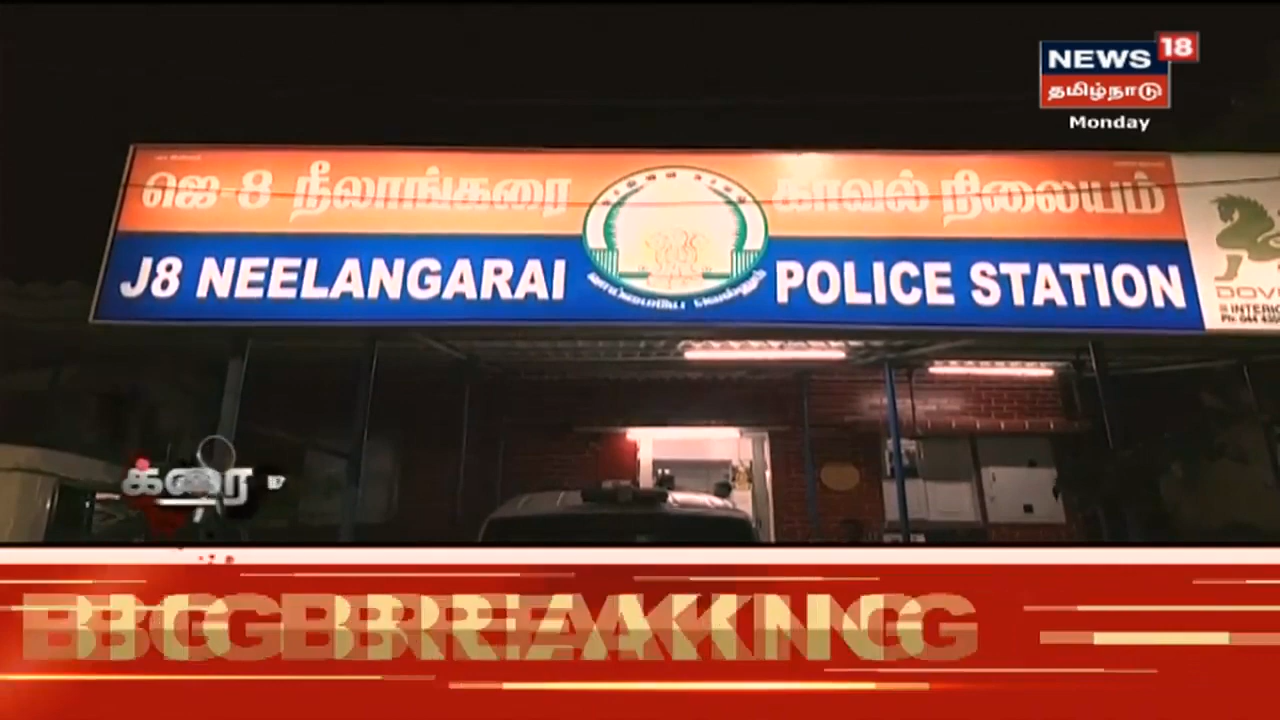 NEWS 18
தமிழ்நாடு
Monday
ஜெ-8 நீலாங்கரை காவல் நிலையம்
J8 NEELANGARAI POLICE STATION
க்ரைம்
BIG BREAKING